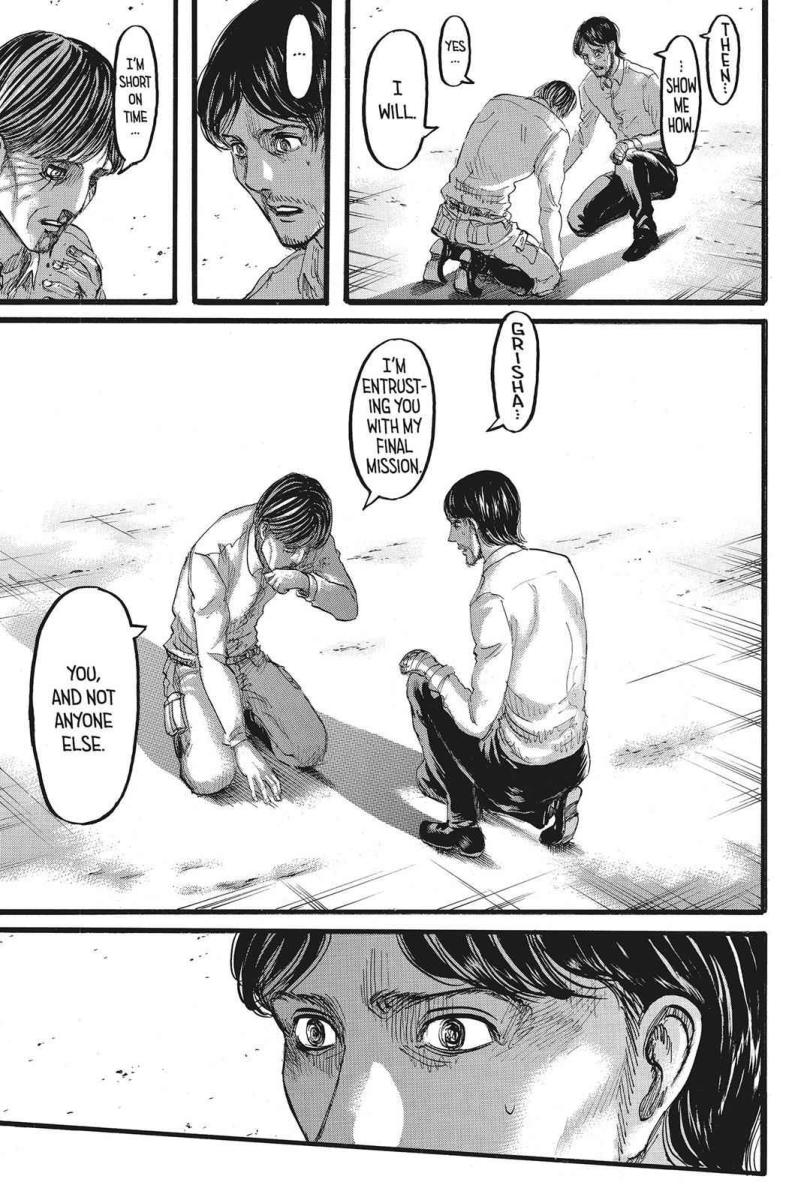 THEN...
...
SHOW
ME
HOW.
YES
...
I
WILL.
...
I'M
SHORT
ON
TIME
...
GRISHA...
I'M
ENTRUST-
ING YOU
WITH MY
FINAL
MISSION.
YOU,
AND NOT
ANYONE
ELSE.